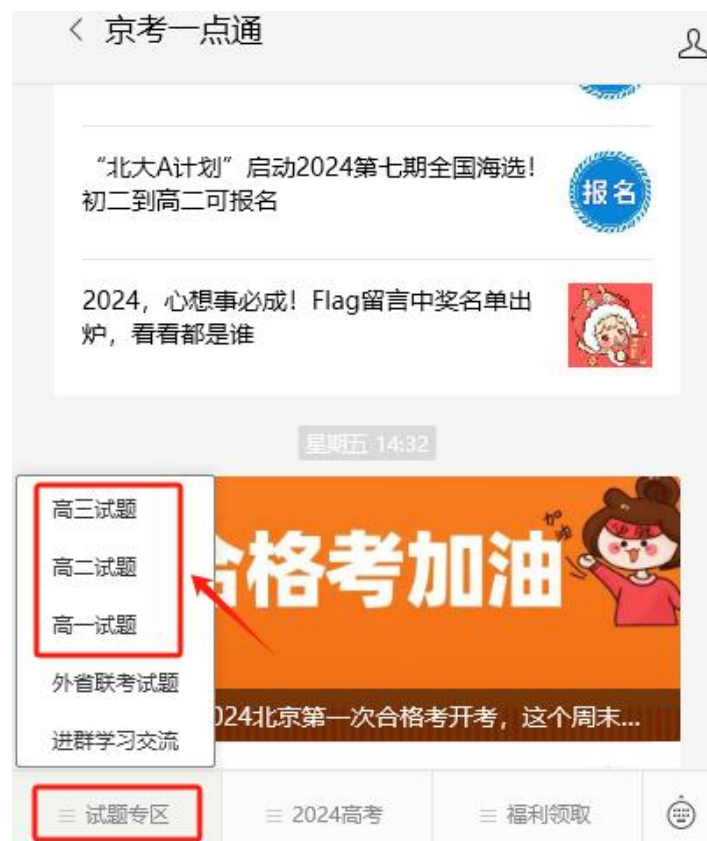 京考一点通
“北大A计划”启动2024第七期全国海选!
初二到高二可报名
报名
2024,心想事必成!Flag留言中奖名单出
炉,看看都是谁
星期五 14:32
加油
合格考加油
高三试题
高二试题
高一试题
外省联考试题
进群学习交流
024北京第一次合格考开考,这个周末...
试题专区
2024高考
福利领取